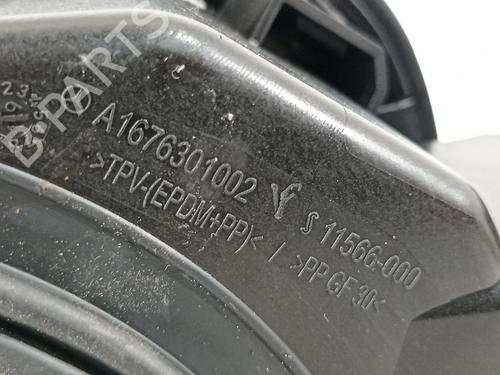 B-PARTS
A1676301002 S 11566-000
>TPV-(EPDM+PP)< / >PP GF30<